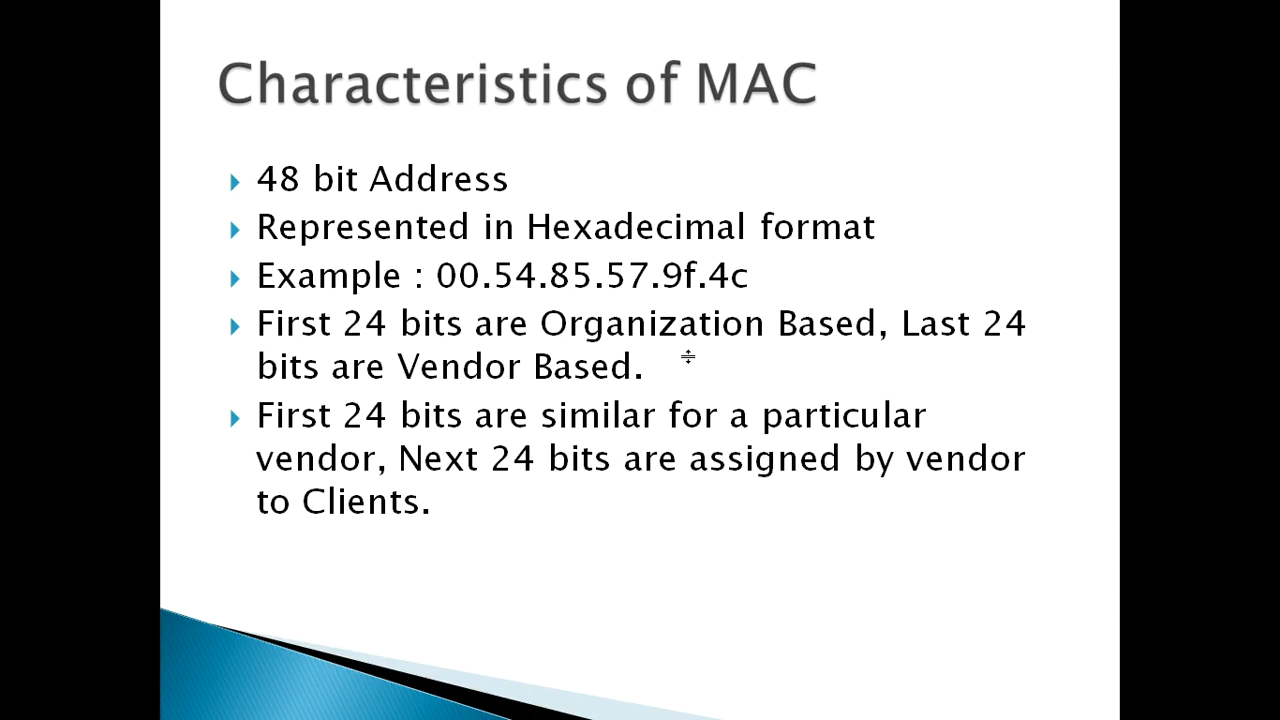 Characteristics of MAC
48 bit Address
Represented in Hexadecimal format
Example : 00.54.85.57.9f.4c
First 24 bits are Organization Based, Last 24
bits are Vendor Based.
First 24 bits are similar for a particular
vendor, Next 24 bits are assigned by vendor
to Clients.